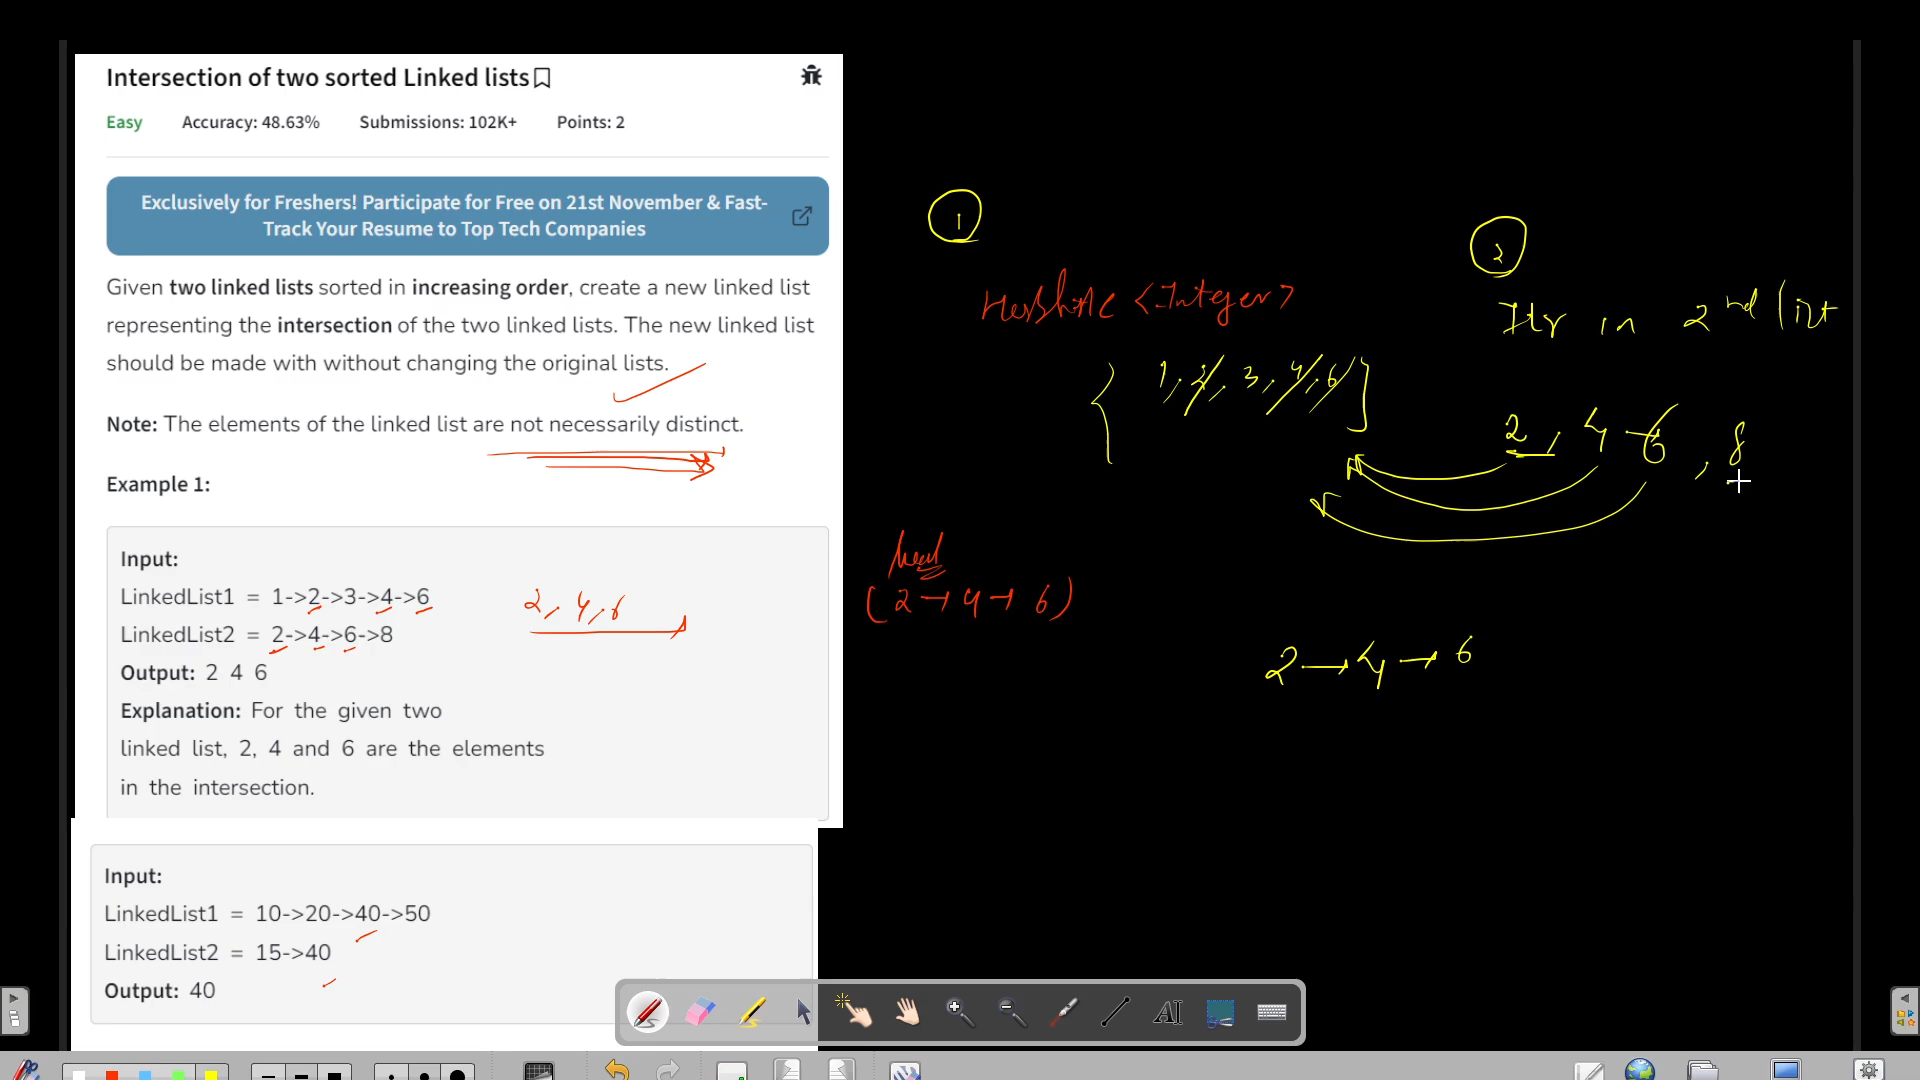 Intersection of two sorted Linked lists
Easy Accuracy: 48.63% Submissions: 102K+ Points: 2
Exclusively for Freshers! Participate for Free on 21st November & Fast-
Track Your Resume to Top Tech Companies
Given two linked lists sorted in increasing order, create a new linked list
representing the intersection of the two linked lists. The new linked list
should be made with without changing the original lists.
Note: The elements of the linked list are not necessarily distinct.
Example 1:
Input:
LinkedList1 = 1->2->3->4->6
LinkedList2 = 2->4->6->8
Output: 2 4 6
Explanation: For the given two
linked list, 2, 4 and 6 are the elements
in the intersection.
2, 4, 6
Input:
LinkedList1 = 10->20->40->50
LinkedList2 = 15->40
Output: 40
1
<Integer>
{ 1, 2, 3, 4, 6 }
head
(2 → 4 → 6)
2
Itr in 2nd list
2, 4 6, 8
2 → 4 → 6
AI